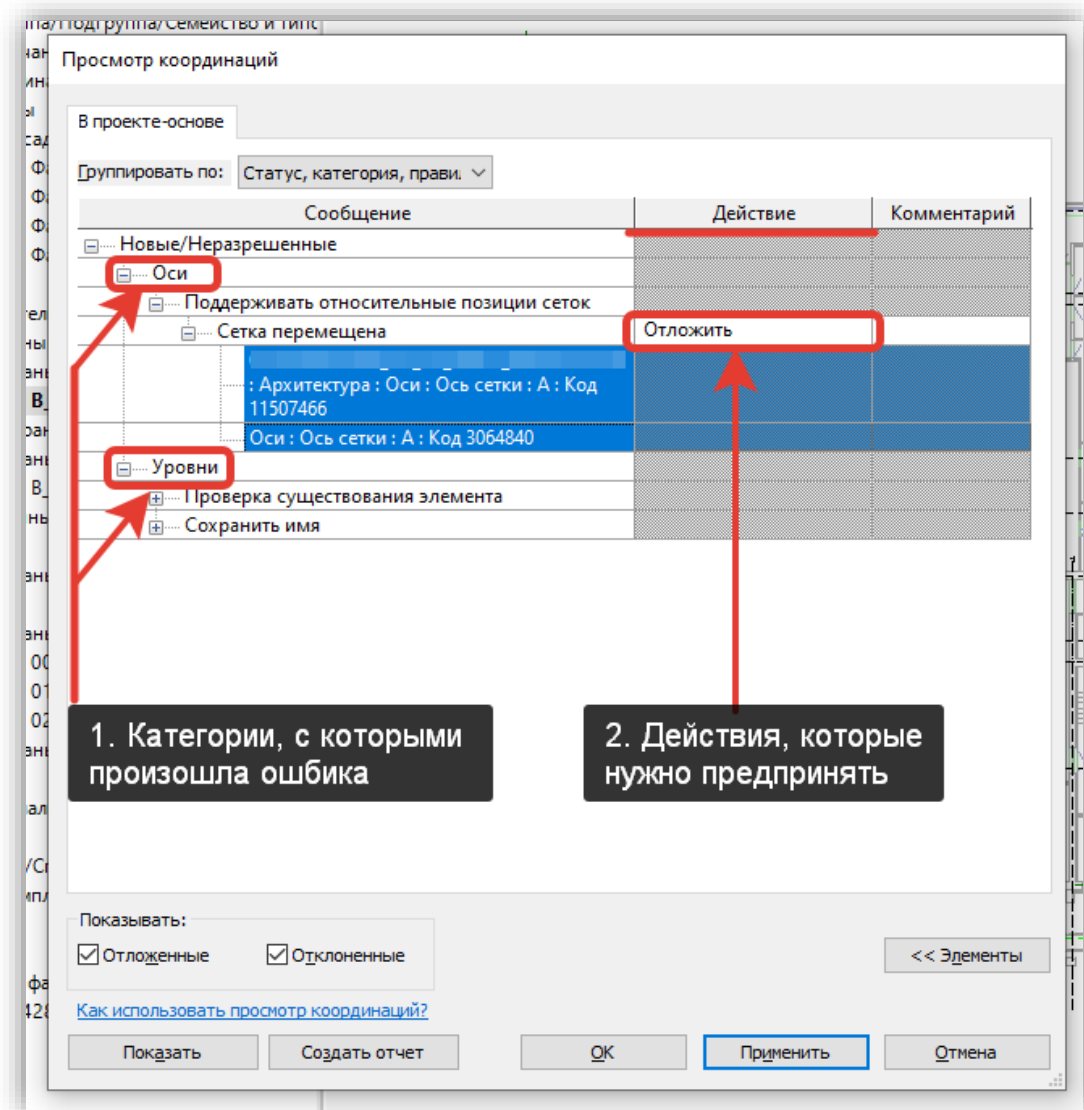 Просмотр координаций
В проекте-основе
Группировать по: Статус, категория, прави.
Сообщение Действие Комментарий
Новые/Неразрешенные
Оси
Поддерживать относительные позиции сеток
Сетка перемещена Отложить
: Архитектура : Оси : Ось сетки : А : Код
11507466
Оси : Ось сетки : А : Код 3064840
Уровни
Проверка существования элемента
Сохранить имя
1. Категории, с которыми
произошла ошбика
2. Действия, которые
нужно предпринять
Показывать:
Отложенные Отклоненные
<< Элементы
Как использовать просмотр координаций?
Показать Создать отчет OK Применить Отмена